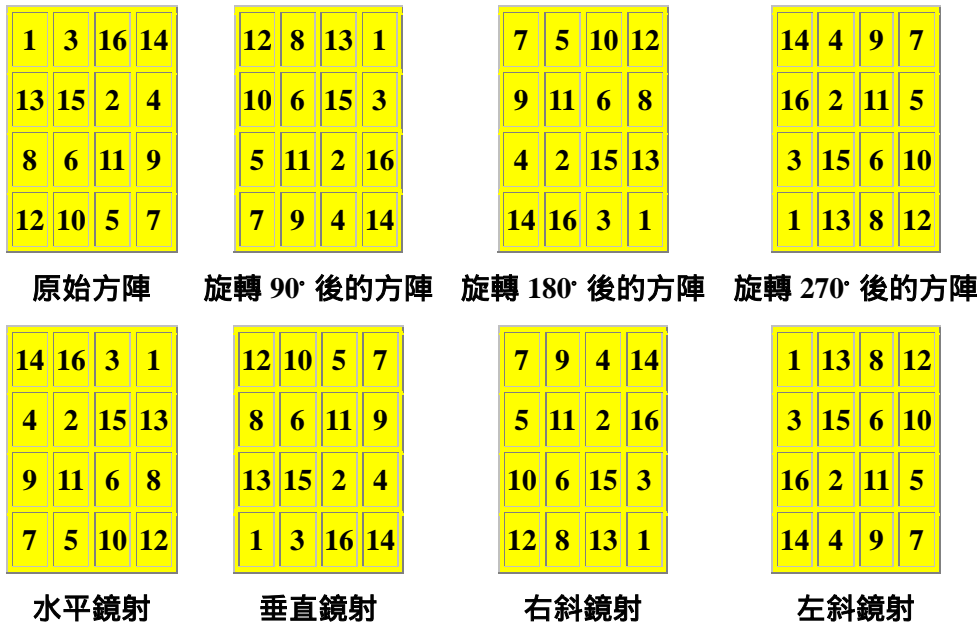 1 3 16 14 12 8 13 1 7 5 10 12 14 4 9 7
13 15 2 4 10 6 15 3 9 11 6 8 16 2 11 5
8 6 11 9 5 11 2 16 4 2 15 13 3 15 6 10
12 10 5 7 7 9 4 14 14 16 3 1 1 13 8 12
原始方陣 旋轉 90° 後的方陣 旋轉 180° 後的方陣 旋轉 270° 後的方陣
14 16 3 1 12 10 5 7 7 9 4 14 1 13 8 12
4 2 15 13 8 6 11 9 5 11 2 16 3 15 6 10
9 11 6 8 13 15 2 4 10 6 15 3 16 2 11 5
7 5 10 12 1 3 16 14 12 8 13 1 14 4 9 7
水平鏡射 垂直鏡射 右斜鏡射 左斜鏡射